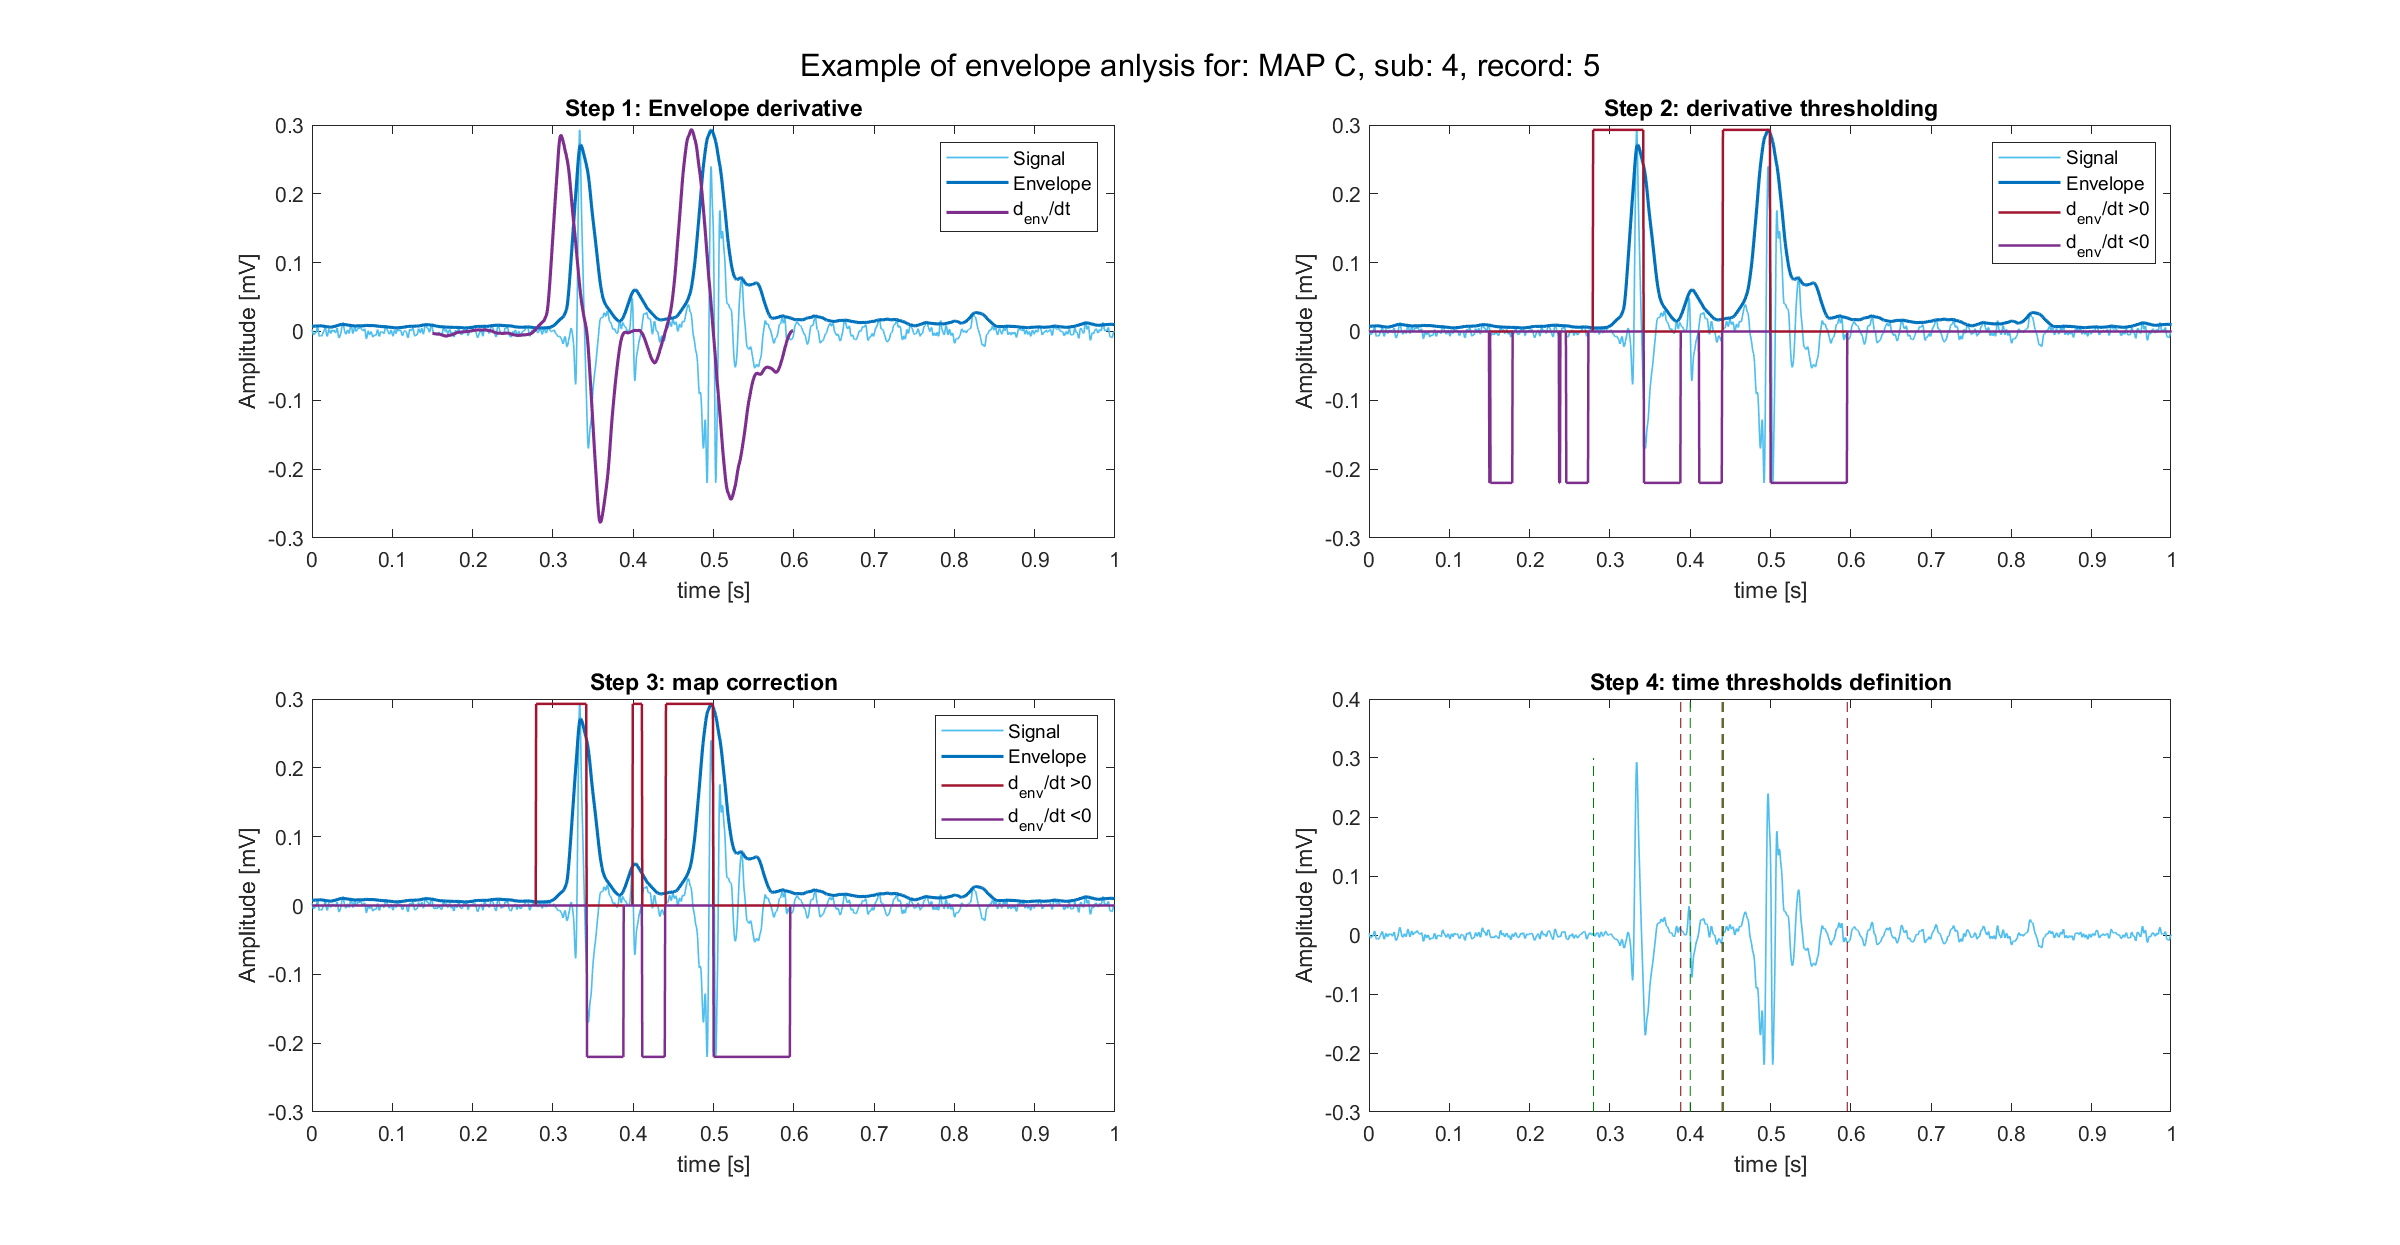 Example of envelope anlysis for: MAP C, sub: 4, record: 5
Step 1: Envelope derivative
0.3
0.2
0.1
0
-0.1
-0.2
-0.3
Amplitude [mV]
0 0.1 0.2 0.3 0.4 0.5 0.6 0.7 0.8 0.9 1
time [s]
Signal
Envelope
d_env/dt
Step 2: derivative thresholding
0.3
0.2
0.1
0
-0.1
-0.2
-0.3
Amplitude [mV]
0 0.1 0.2 0.3 0.4 0.5 0.6 0.7 0.8 0.9 1
time [s]
Signal
Envelope
d_env/dt >0
d_env/dt <0
Step 3: map correction
0.3
0.2
0.1
0
-0.1
-0.2
-0.3
Amplitude [mV]
0 0.1 0.2 0.3 0.4 0.5 0.6 0.7 0.8 0.9 1
time [s]
Signal
Envelope
d_env/dt >0
d_env/dt <0
Step 4: time thresholds definition
0.4
0.3
0.2
0.1
0
-0.1
-0.2
-0.3
Amplitude [mV]
0 0.1 0.2 0.3 0.4 0.5 0.6 0.7 0.8 0.9 1
time [s]